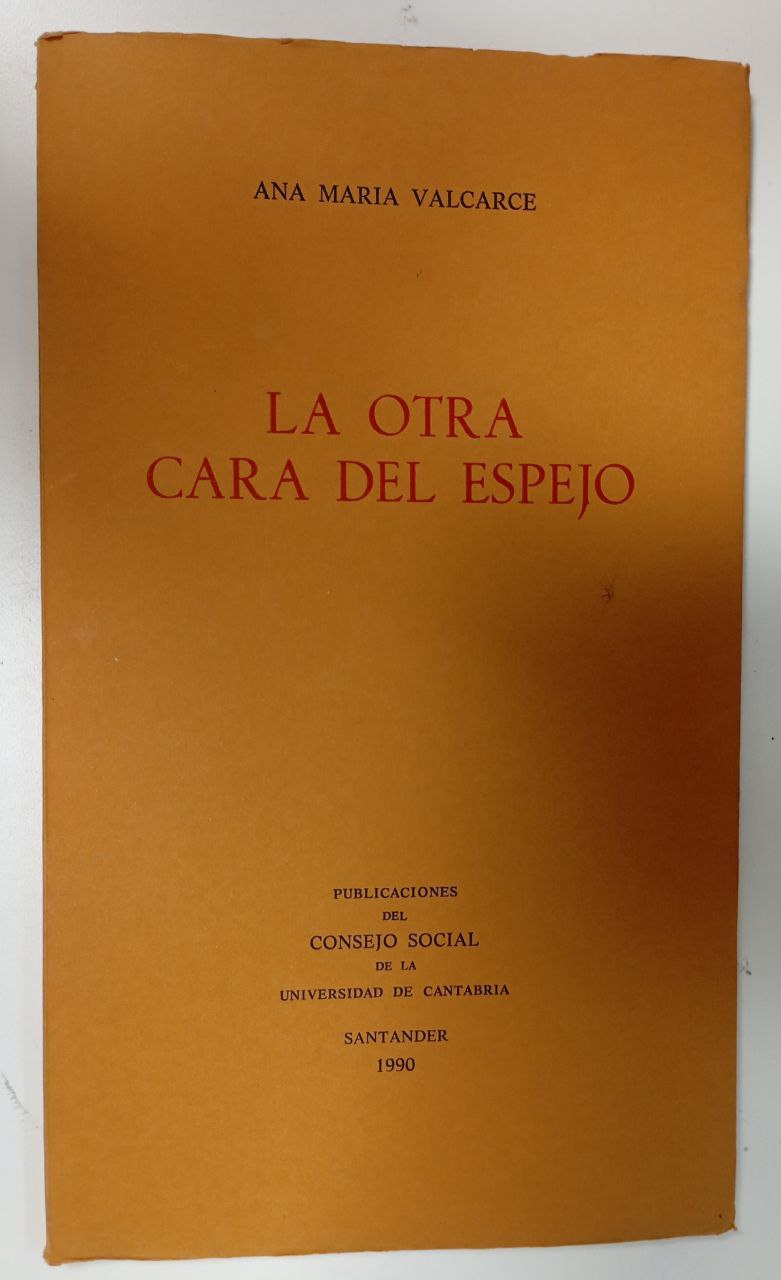 ANA MARIA VALCARCE
LA OTRA
CARA DEL ESPEJO
PUBLICACIONES
DEL
CONSEJO SOCIAL
DE LA
UNIVERSIDAD DE CANTABRIA
SANTANDER
1990